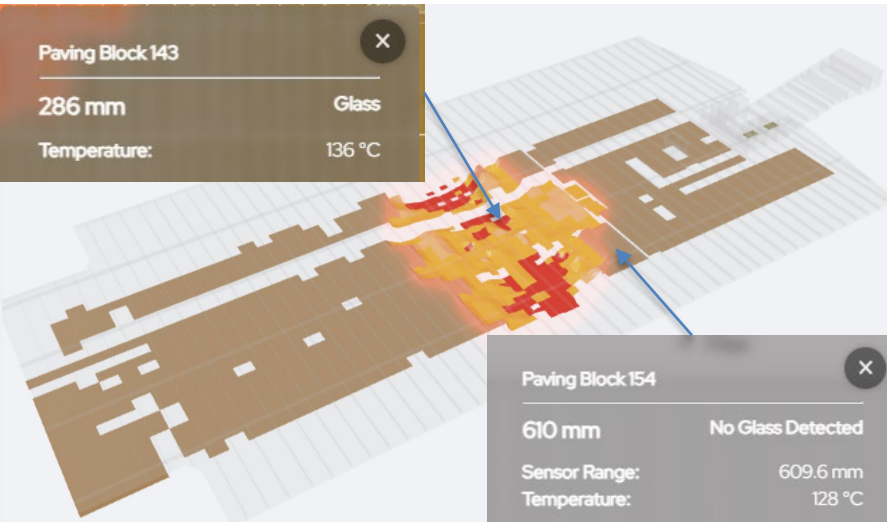 Paving Block 143
286 mm Glass
Temperature: 136 °C
Paving Block 154
610 mm No Glass Detected
Sensor Range: 609.6 mm
Temperature: 128 °C